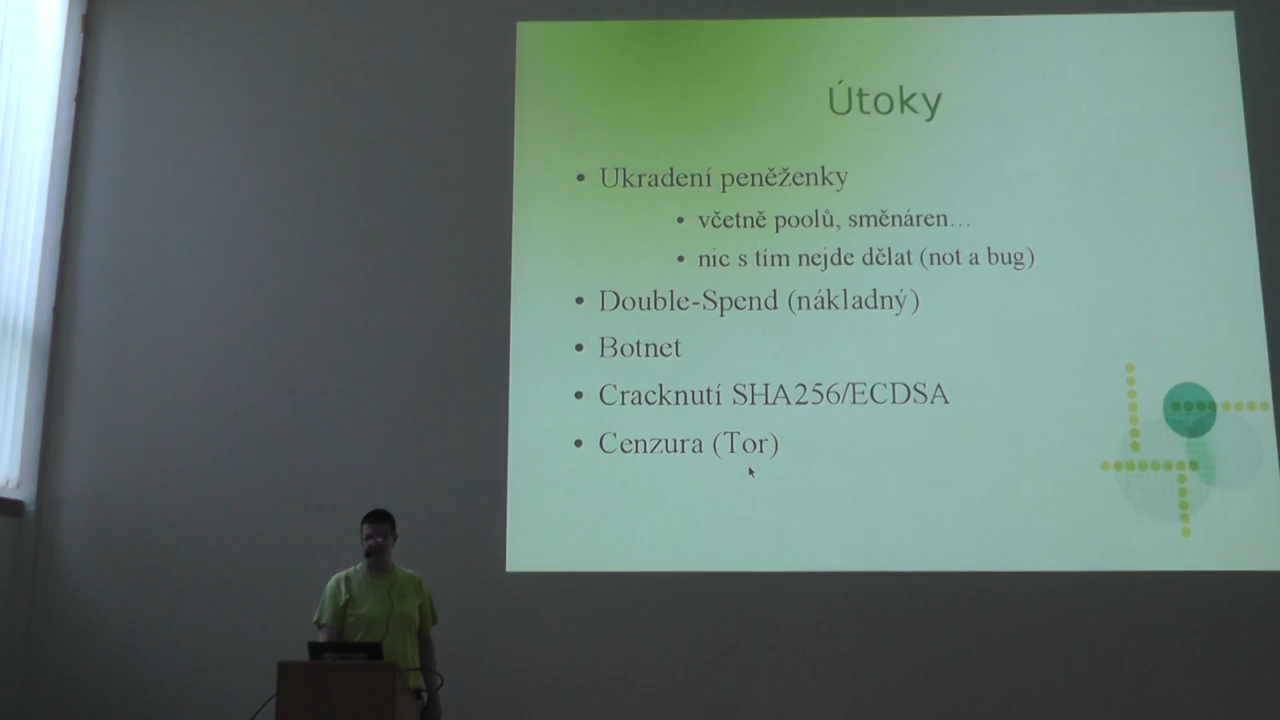 Útoky
• Ukradení peněženky
• včetně poolů, směnáren…
• nic s tím nejde dělat (not a bug)
• Double-Spend (nákladný)
• Botnet
• Cracknutí SHA256/ECDSA
• Cenzura (Tor)